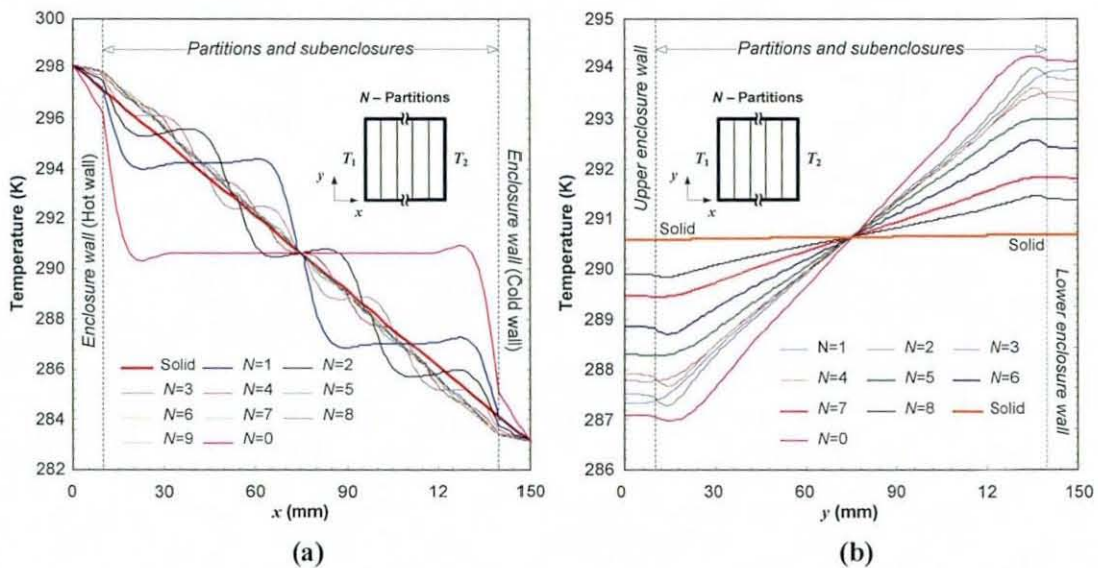 300
298
296
294
292
290
288
286
284
282
Temperature (K)
Partitions and subenclosures
Enclosure wall (Hot wall)
Enclosure wall (Cold wall)
N – Partitions
T1
T2
y
x
Solid N=1 N=2
N=3 N=4 N=5
N=6 N=7 N=8
N=9 N=0
0 30 60 90 12 150
x (mm)
(a)
295
294
293
292
291
290
289
288
287
286
Temperature (K)
Upper enclosure wall
Partitions and subenclosures
Lower enclosure wall
N – Partitions
T1
T2
y
x
Solid
Solid
N=1 N=2 N=3
N=4 N=5 N=6
N=7 N=8 Solid
N=0
0 30 60 90 12 150
y (mm)
(b)